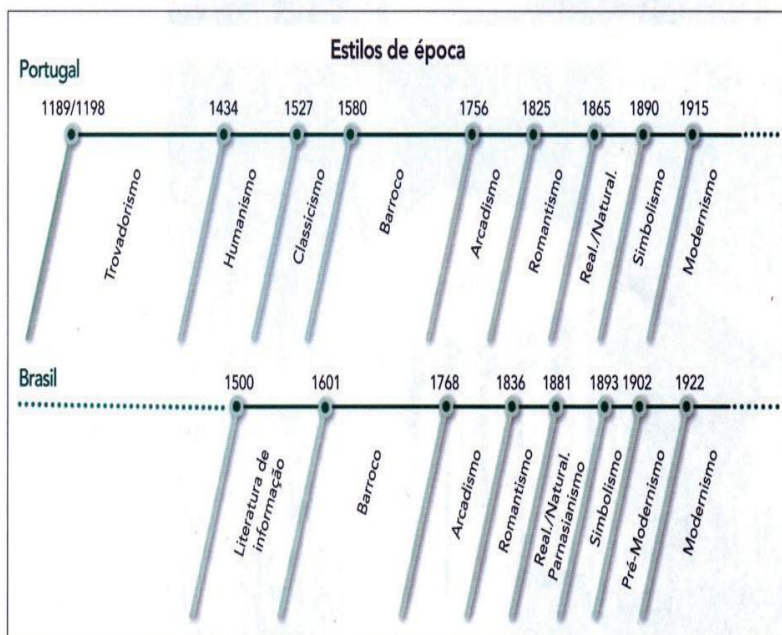 Estilos de época
Portugal
1189/1198 1434 1527 1580 1756 1825 1865 1890 1915
Trovadorismo
Humanismo
Classicismo
Barroco
Arcadismo
Romantismo
Real./Natural.
Simbolismo
Modernismo
Brasil
1500 1601 1768 1836 1881 1893 1902 1922
Literatura de
informação
Barroco
Arcadismo
Romantismo
Real./Natural.
Parnasianismo
Simbolismo
Pré-Modernismo
Modernismo